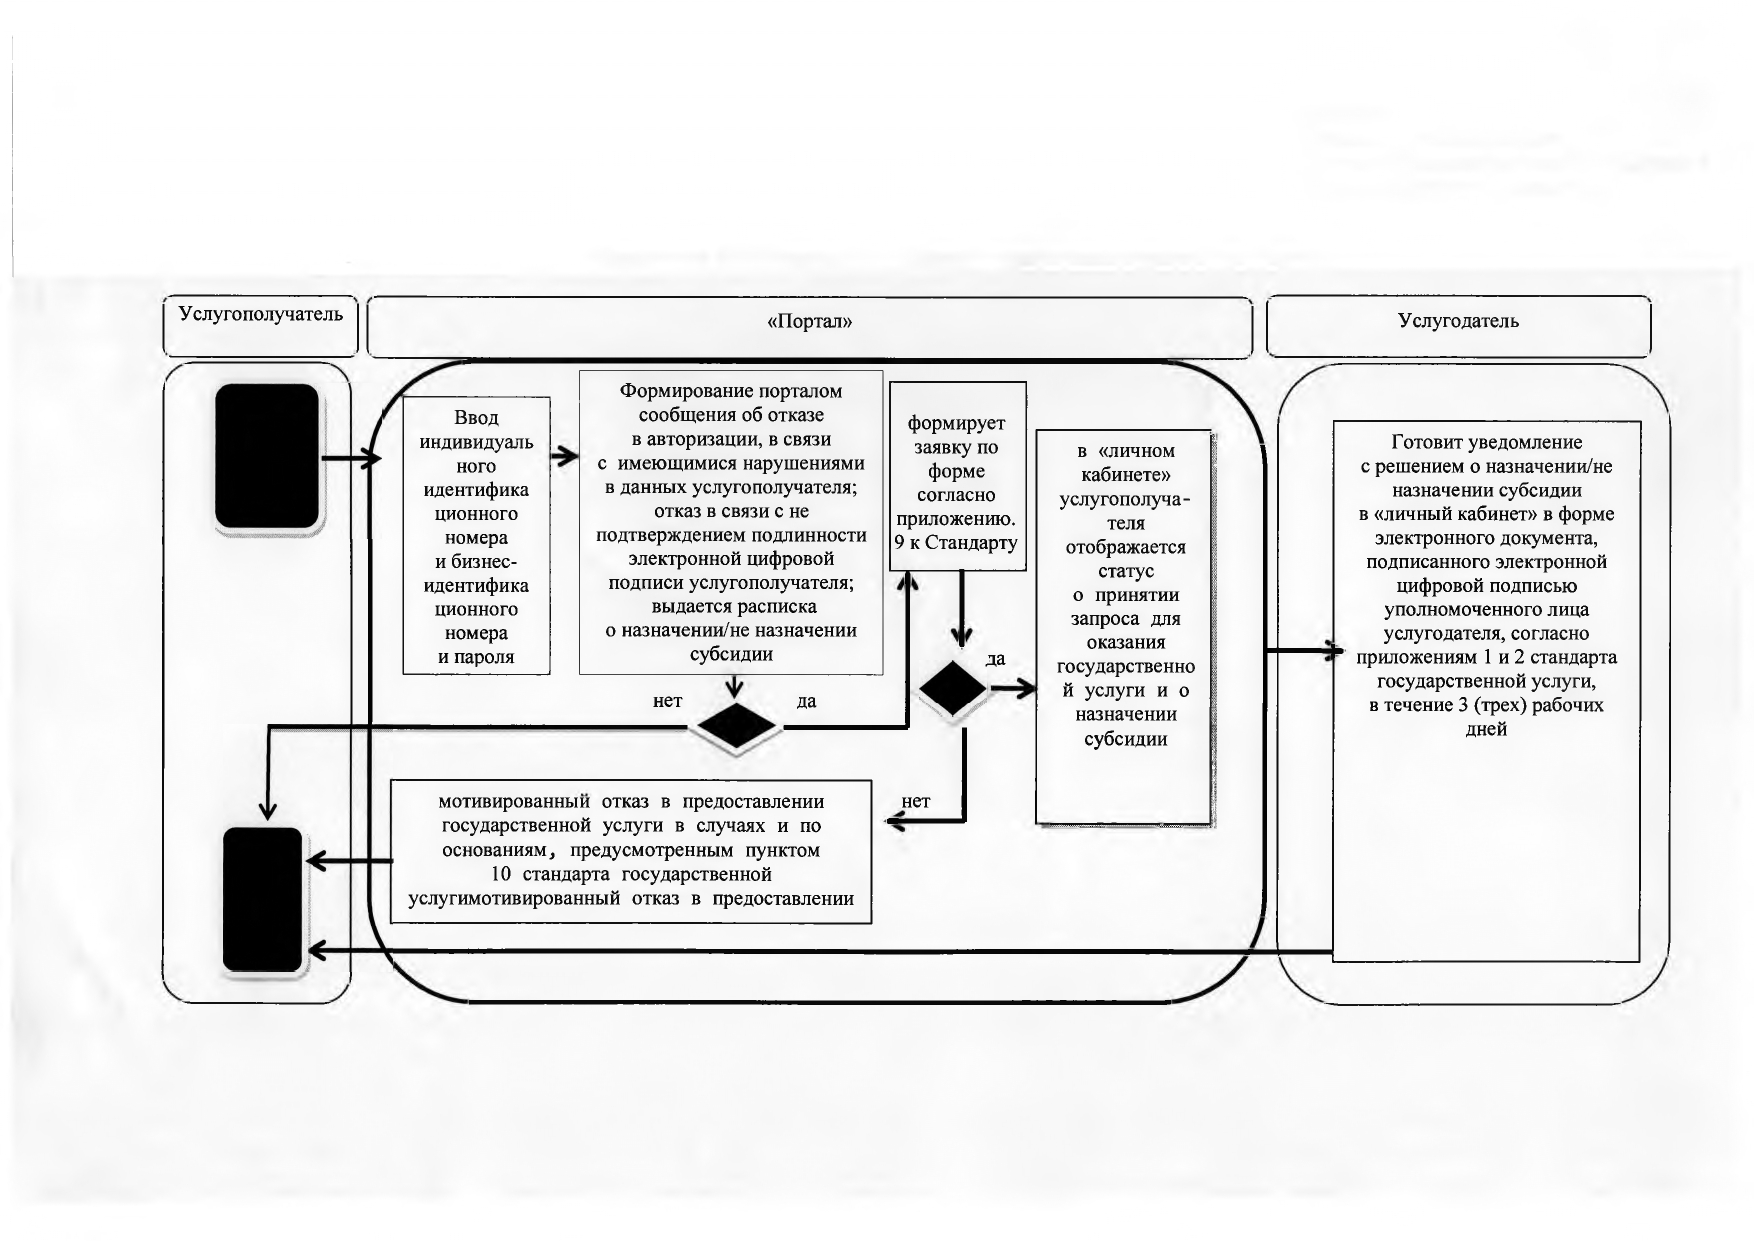 Услугополучатель
«Портал»
Услугодатель
Ввод
индивидуаль
ного
идентифика
ционного
номера
и бизнес-
идентифика
ционного
номера
и пароля
Формирование порталом
сообщения об отказе
в авторизации, в связи
с имеющимися нарушениями
в данных услугополучателя;
отказ в связи с не
подтверждением подлинности
электронной цифровой
подписи услугополучателя;
выдается расписка
о назначении/не назначении
субсидии
формирует
заявку по
форме
согласно
приложению.
9 к Стандарту
в «личном
кабинете»
услугополуча-
теля
отображается
статус
о принятии
запроса для
оказания
государственно
й услуги и о
назначении
субсидии
Готовит уведомление
с решением о назначении/не
назначении субсидии
в «личный кабинет» в форме
электронного документа,
подписанного электронной
цифровой подписью
уполномоченного лица
услугодателя, согласно
приложениям 1 и 2 стандарта
государственной услуги,
в течение 3 (трех) рабочих
дней
нет
да
да
нет
мотивированный отказ в предоставлении
государственной услуги в случаях и по
основаниям, предусмотренным пунктом
10 стандарта государственной
услугимотивированный отказ в предоставлении